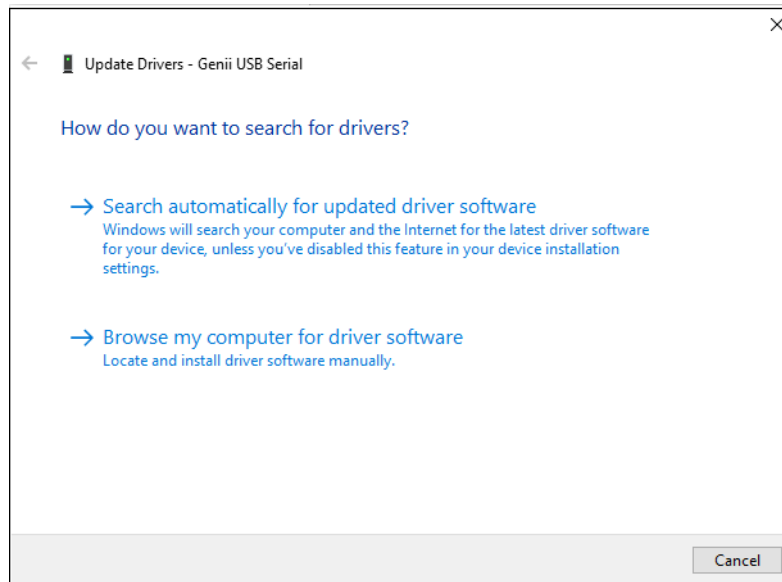 Update Drivers - Genii USB Serial
How do you want to search for drivers?
Search automatically for updated driver software
Windows will search your computer and the Internet for the latest driver software
for your device, unless you've disabled this feature in your device installation
settings.
Browse my computer for driver software
Locate and install driver software manually.
Cancel